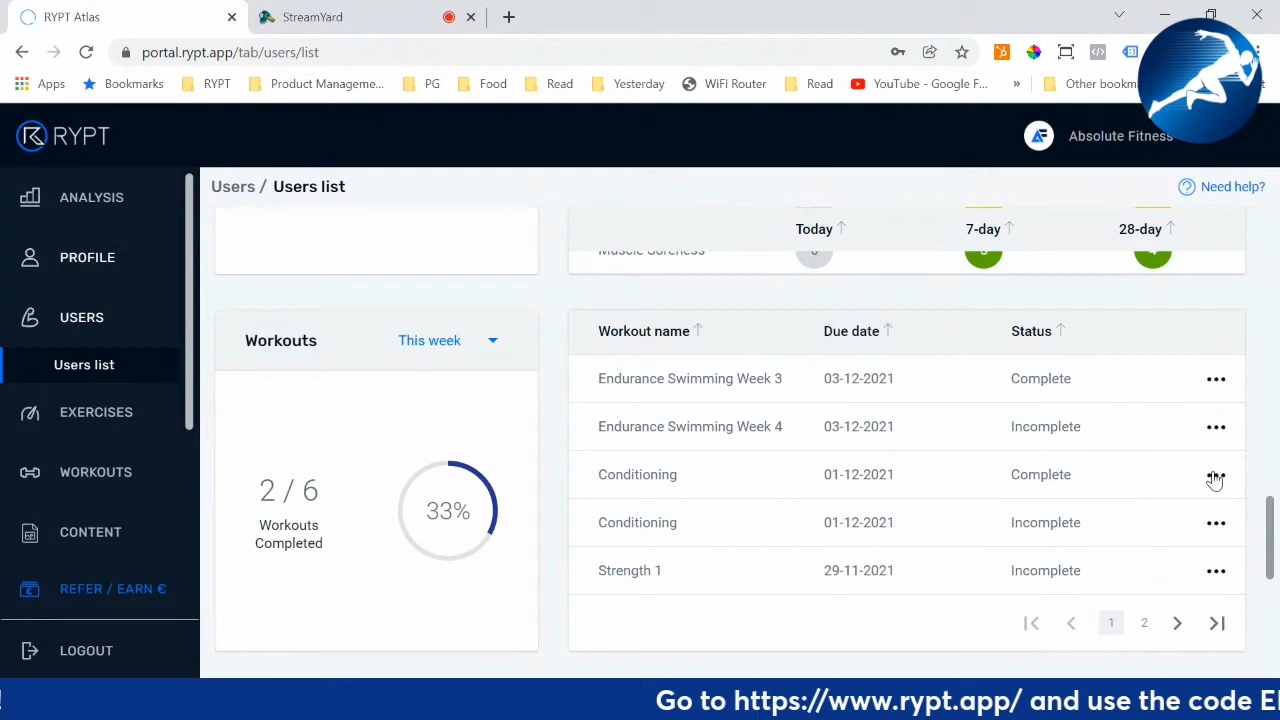 RYPT Atlas
StreamYard
portal.rypt.app/tab/users/list
Apps
Bookmarks
RYPT
Product Management...
PG
Food
Read
Yesterday
WiFi Router
Read
YouTube - Google F...
»
RYPT
Absolute Fitness
ANALYSIS
PROFILE
USERS
Users list
EXERCISES
WORKOUTS
CONTENT
REFER / EARN €
LOGOUT
Users / Users list
Need help?
Today
7-day
28-day
Muscle Soreness
Workouts
This week
2 / 6
Workouts
Completed
33%
Workout name
Due date
Status
Endurance Swimming Week 3 03-12-2021 Complete
Endurance Swimming Week 4 03-12-2021 Incomplete
Conditioning 01-12-2021 Complete
Conditioning 01-12-2021 Incomplete
Strength 1 29-11-2021 Incomplete
1 2
! Go to https://www.rypt.app/ and use the code